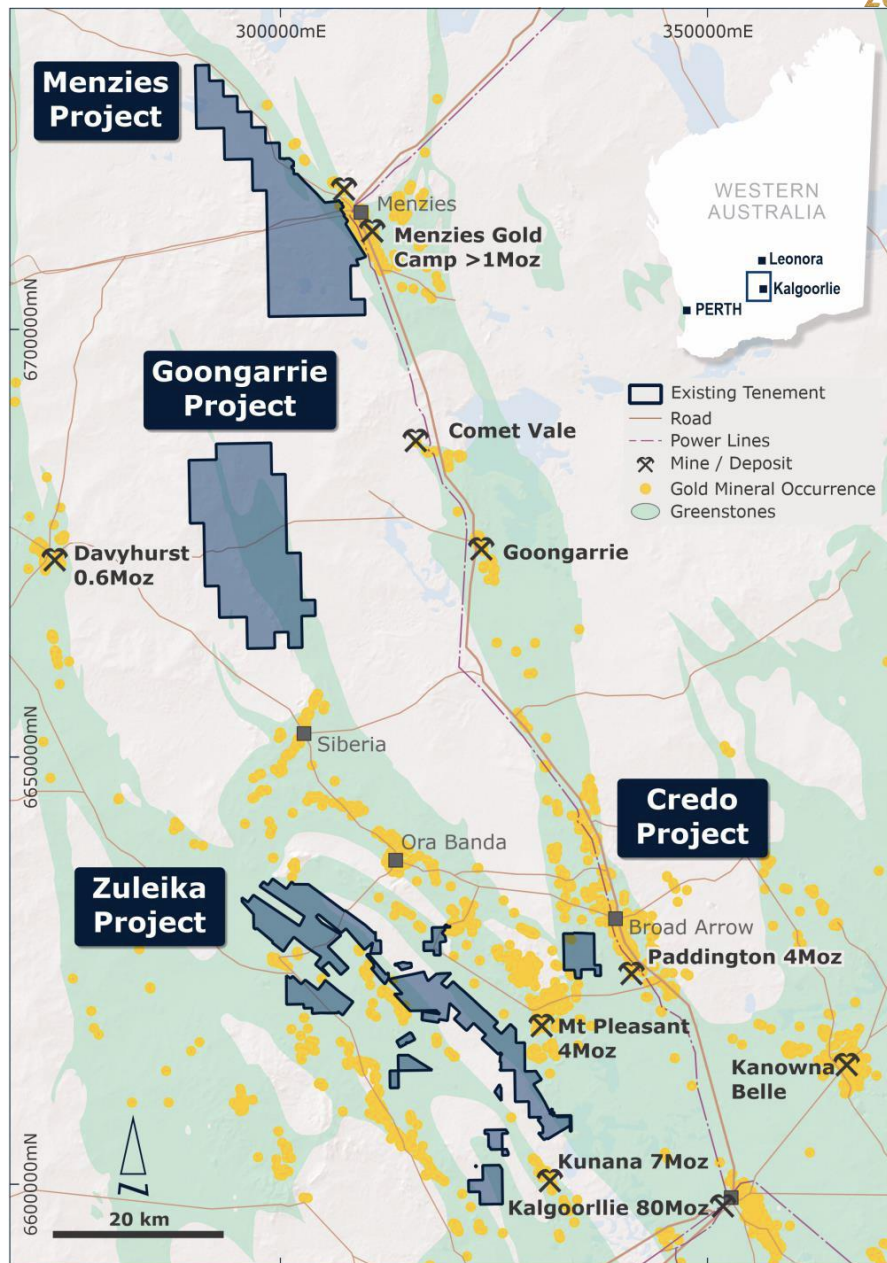 300000mE
350000mE
Menzies
Project
Menzies
Menzies Gold
Camp >1Moz
WESTERN
AUSTRALIA
Leonora
Kalgoorlie
PERTH
6700000mN
Goongarrie
Project
Existing Tenement
Road
Power Lines
Mine / Deposit
Gold Mineral Occurrence
Greenstones
Comet Vale
Goongarrie
Davyhurst
0.6Moz
Siberia
6650000mN
Credo
Project
Ora Banda
Zuleika
Project
Broad Arrow
Paddington 4Moz
Mt Pleasant
4Moz
Kanowna
Belle
Kunana 7Moz
Kalgoorllie 80Moz
6600000mN
N
20 km